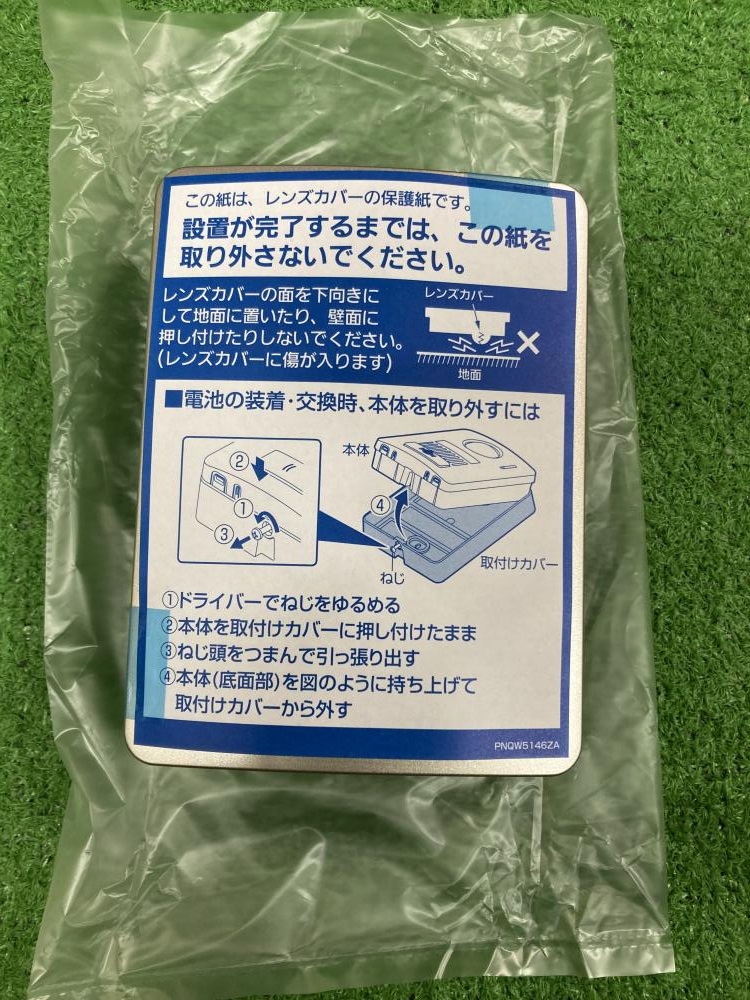 この紙は、レンズカバーの保護紙です。
設置が完了するまでは、この紙を
取り外さないでください。
レンズカバーの面を下向きに
して地面に置いたり、壁面に
押し付けたりしないでください。
(レンズカバーに傷が入ります)
レンズカバー
地面
■電池の装着・交換時、本体を取り外すには
②
①
③
本体
④
ねじ
取付けカバー
①ドライバーでねじをゆるめる
②本体を取付けカバーに押し付けたまま
③ねじ頭をつまんで引っ張り出す
④本体(底面部)を図のように持ち上げて
取付けカバーから外す
PNQW5146ZA